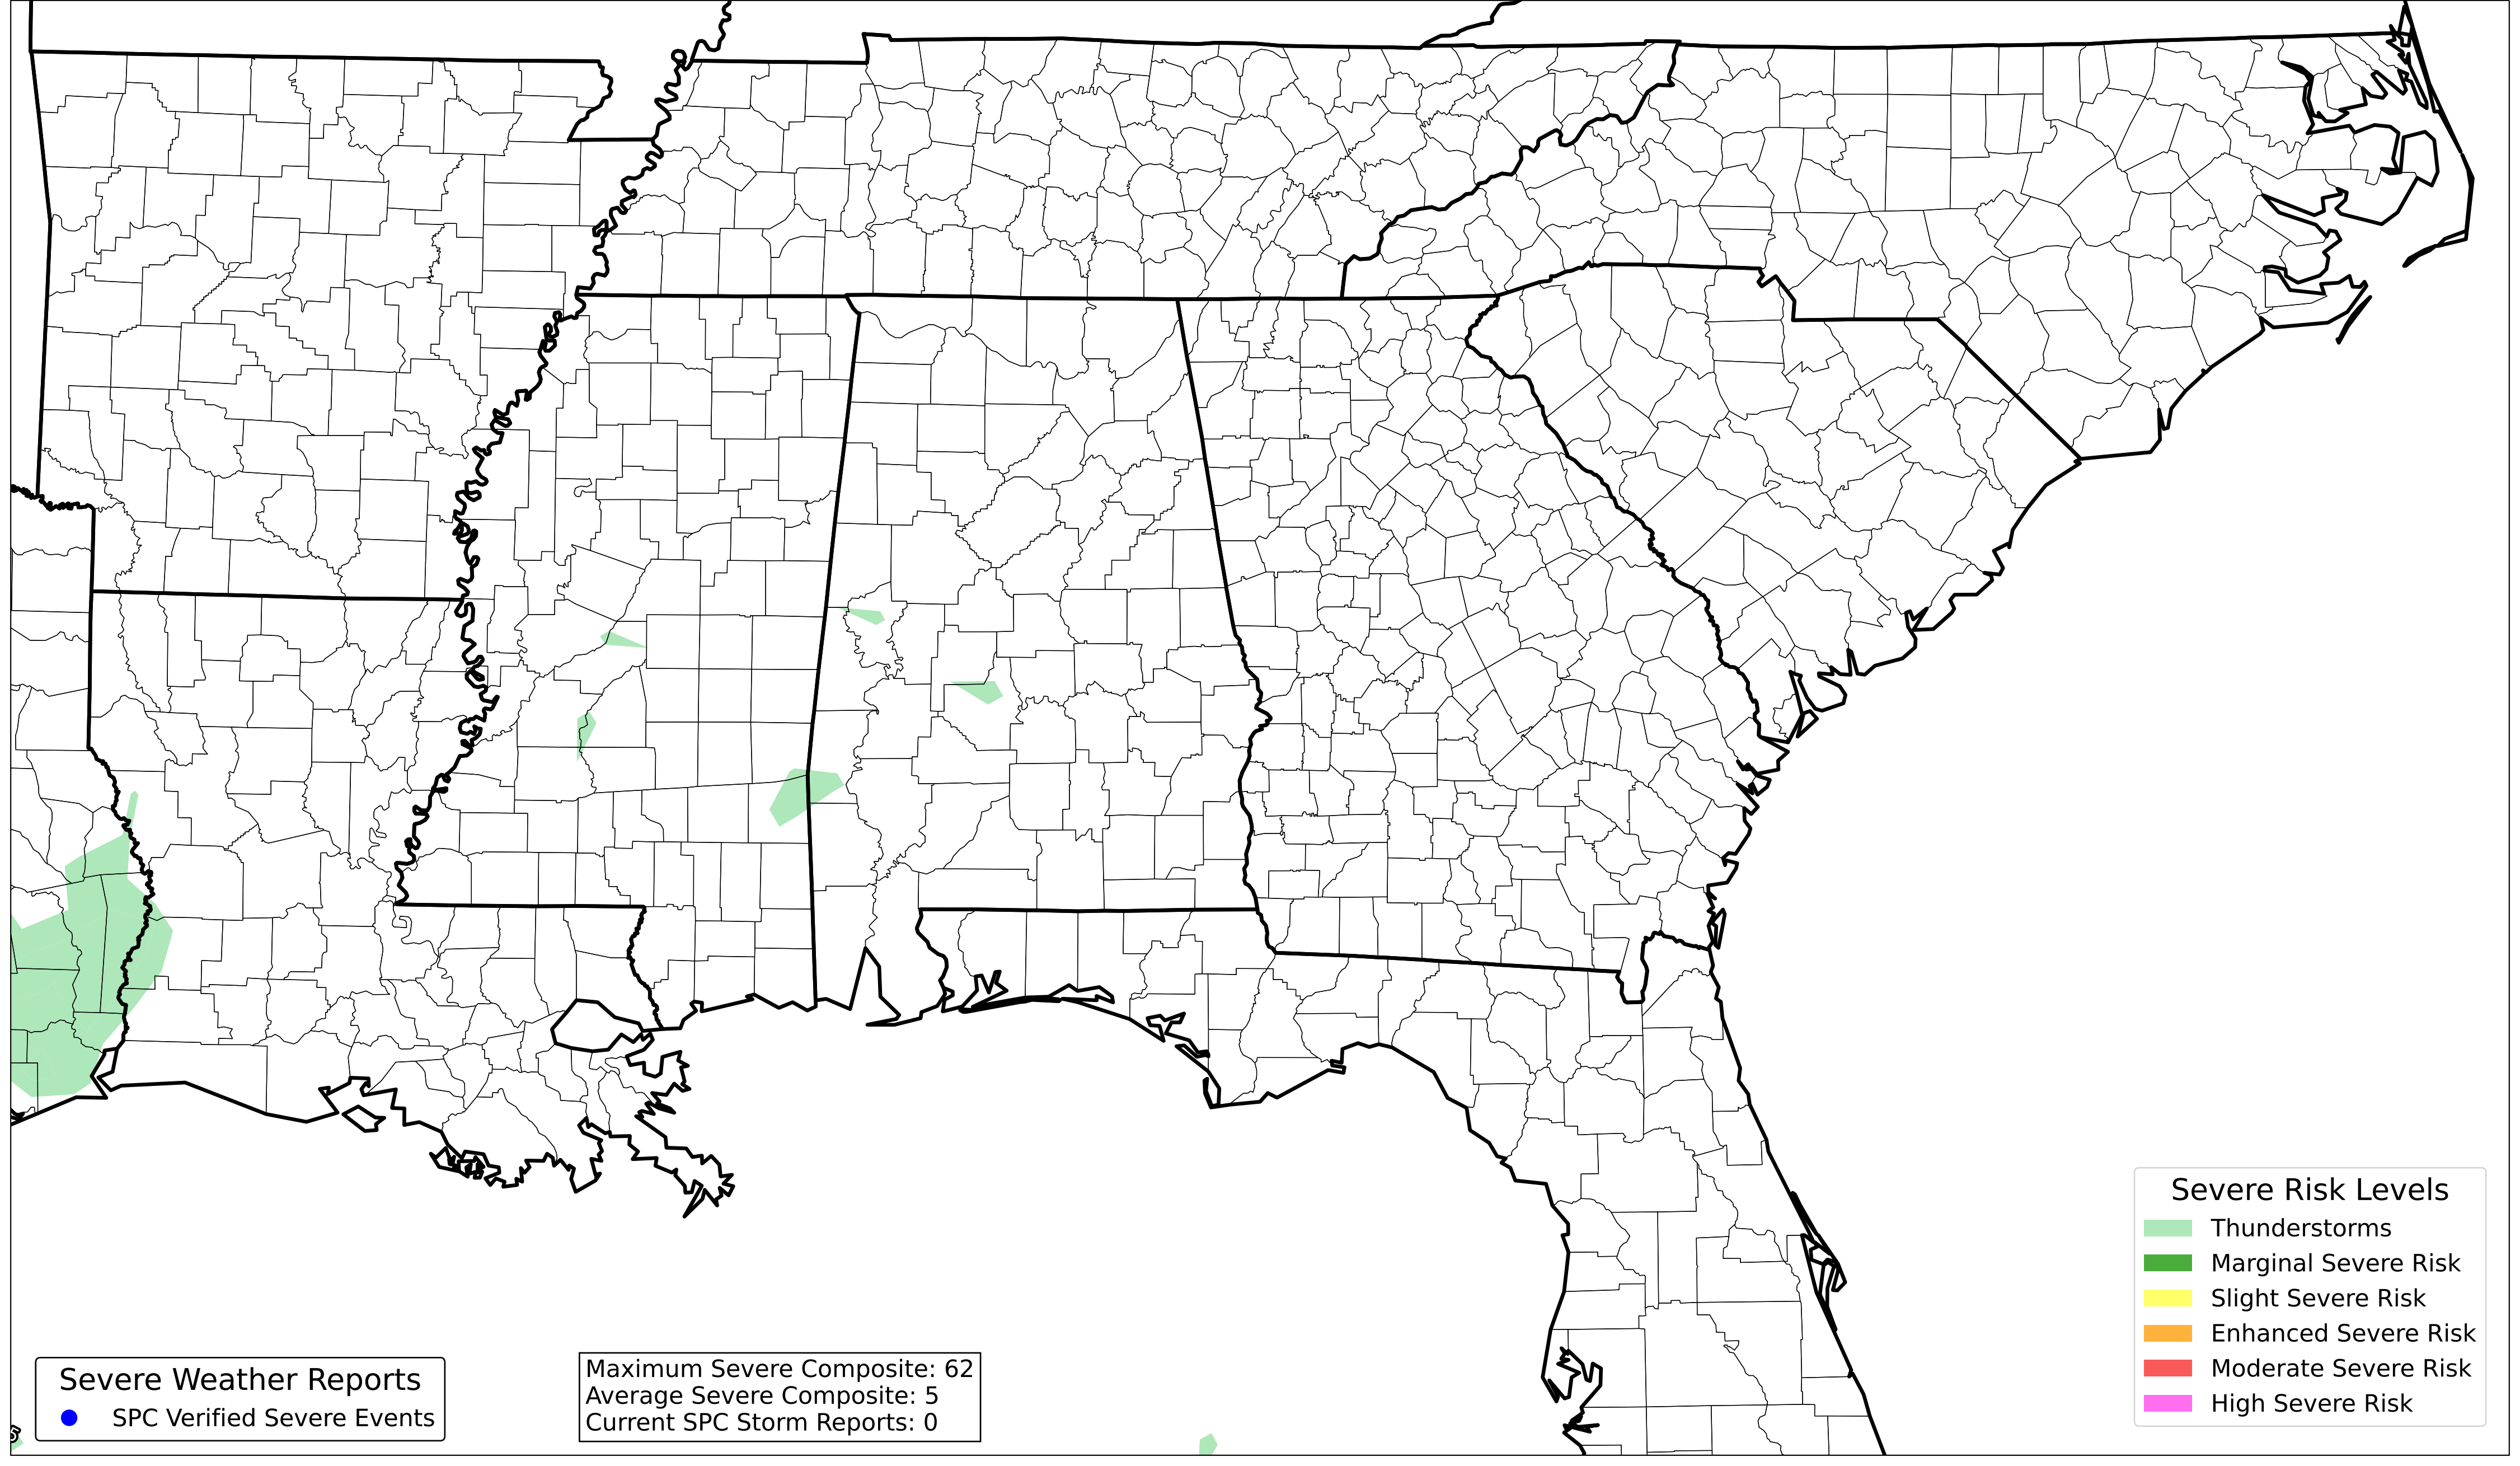 Severe Risk Levels
Thunderstorms
Marginal Severe Risk
Slight Severe Risk
Enhanced Severe Risk
Moderate Severe Risk
High Severe Risk
Severe Weather Reports
SPC Verified Severe Events
Maximum Severe Composite: 62
Average Severe Composite: 5
Current SPC Storm Reports: 0